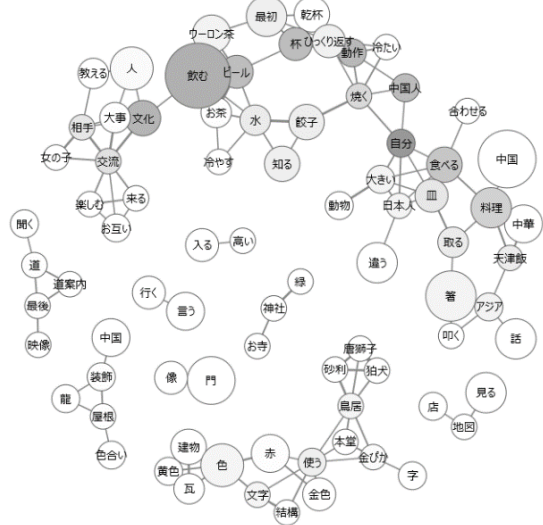 最初
乾杯
ウーロン茶
杯
ひっくり返す
動作
冷たい
教える
人
飲む
ビール
焼く
中国人
相手
大事
文化
お茶
水
餃子
合わせる
女の子
交流
冷やす
知る
自分
食べる
中国
大きい
楽しむ
来る
お互い
動物
日本人
皿
料理
聞く
入る
高い
取る
中華
道
道案内
違う
天津飯
最後
行く
言う
緑
神社
箸
アジア
映像
お寺
叩く
話
中国
唐獅子
装飾
像
門
砂利
狛犬
龍
屋根
鳥居
店
見る
地図
色合い
建物
赤
本堂
黄色
色
使う
金ぴか
字
瓦
文字
金色
結構